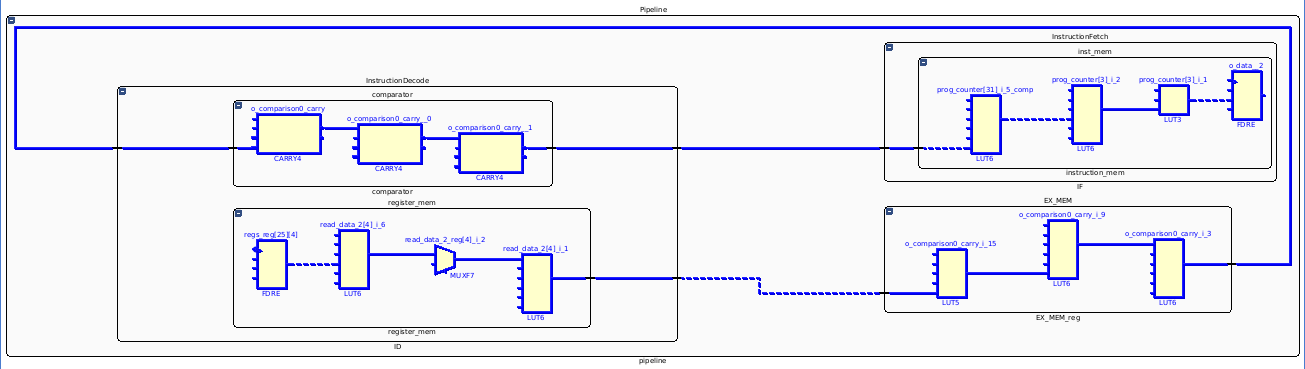 Pipeline
InstructionFetch
inst_mem
o_data__2
prog_counter[3]_i_2
prog_counter[3]_i_1
prog_counter[31]_i_5_comp
LUT3
FDRE
LUT6
LUT6
instruction_mem
IF
InstructionDecode
comparator
o_comparison0_carry
o_comparison0_carry__0
o_comparison0_carry__1
CARRY4
CARRY4
CARRY4
comparator
register_mem
regs_reg[25][4]
read_data_2[4]_i_6
read_data_2_reg[4]_i_2
read_data_2[4]_i_1
MUXF7
FDRE
LUT6
LUT6
register_mem
ID
EX_MEM
o_comparison0_carry_i_9
o_comparison0_carry_i_3
o_comparison0_carry_i_15
LUT6
LUT5
LUT6
EX_MEM_reg
pipeline